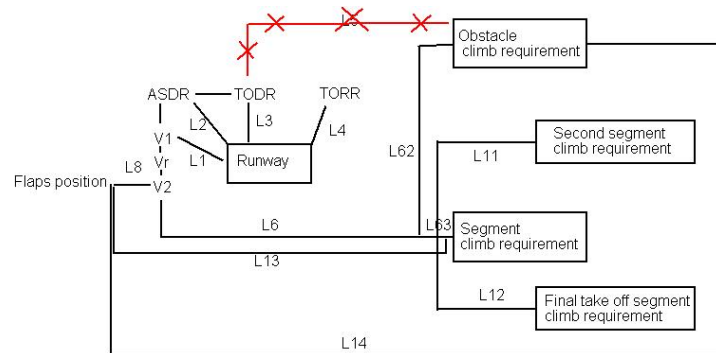 L5
Obstacle
climb requirement
ASDR
TODR
TORR
L2
L3
L4
V1
L1
L62
Second segment
climb requirement
L11
Vr
Runway
L8
Flaps position
V2
L6
L63
Segment
climb requirement
L13
L12
Final take off segment
climb requirement
L14